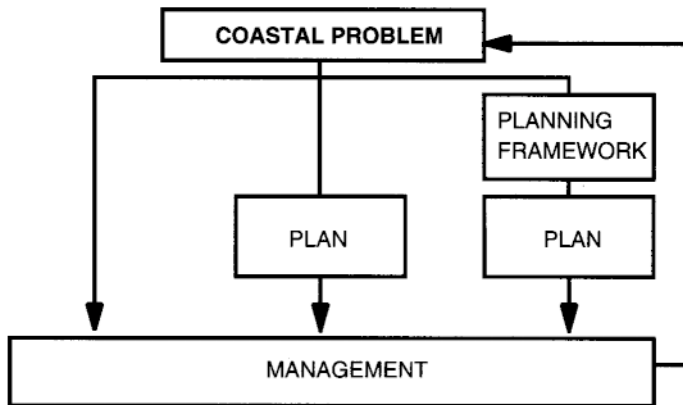 COASTAL PROBLEM
PLANNING
FRAMEWORK
PLAN
PLAN
MANAGEMENT